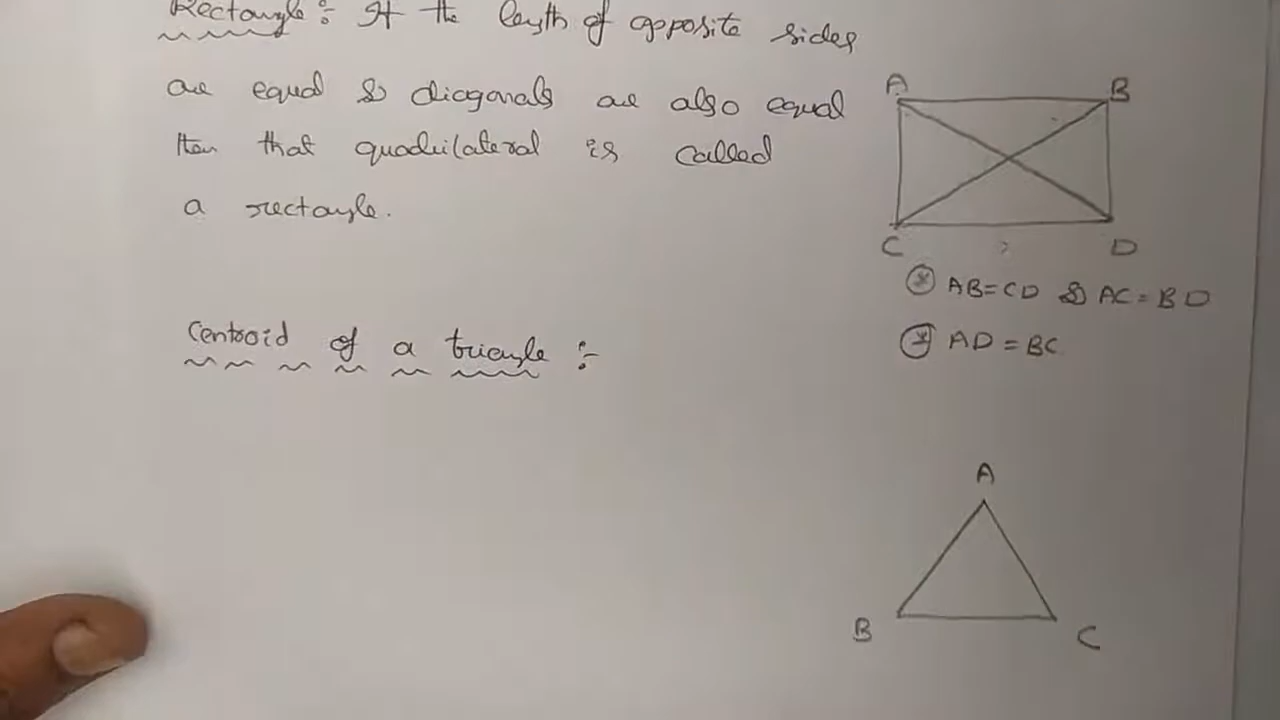 Rectangle :- If the length of opposite sides
are equal & diagonals are also equal
then that quadrilateral is called
a rectangle.
A B
C D
* AB=CD & AC=BD
* AD=BC
Centroid of a triangle :-
A
B C